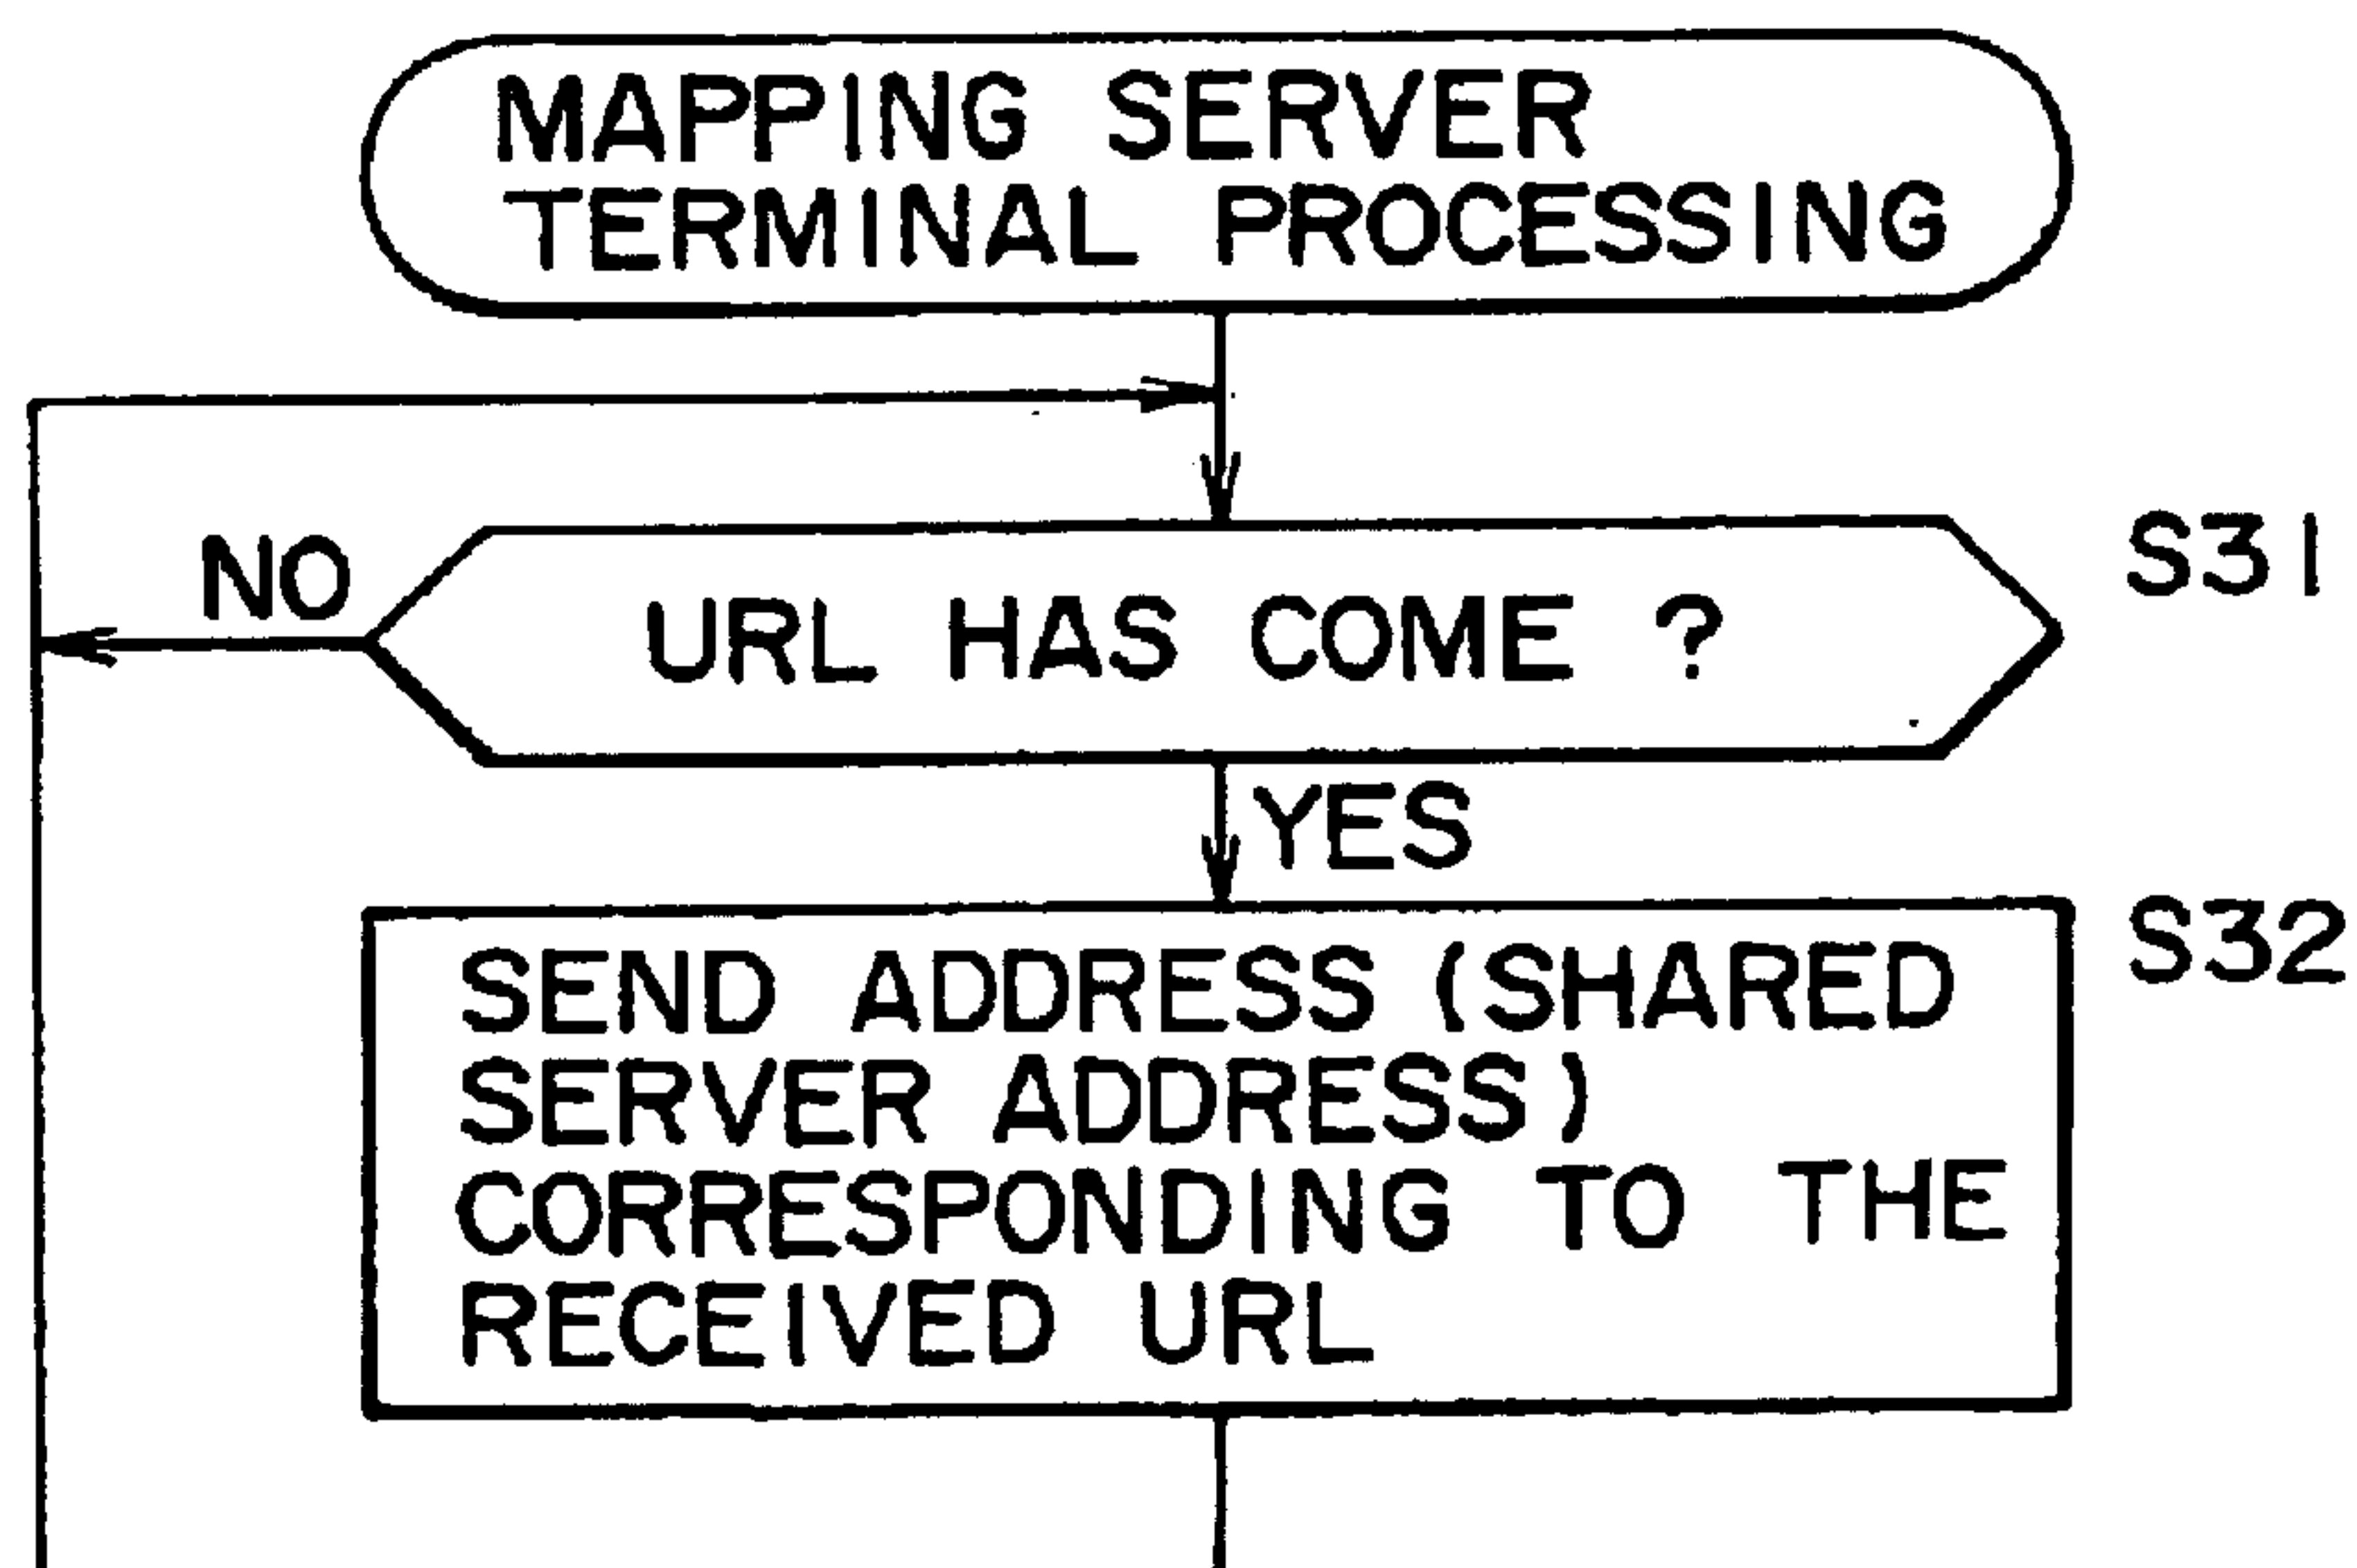 MAPPING SERVER
TERMINAL PROCESSING
NO
URL HAS COME ?
S31
YES
S32
SEND ADDRESS (SHARED
SERVER ADDRESS)
CORRESPONDING TO THE
RECEIVED URL